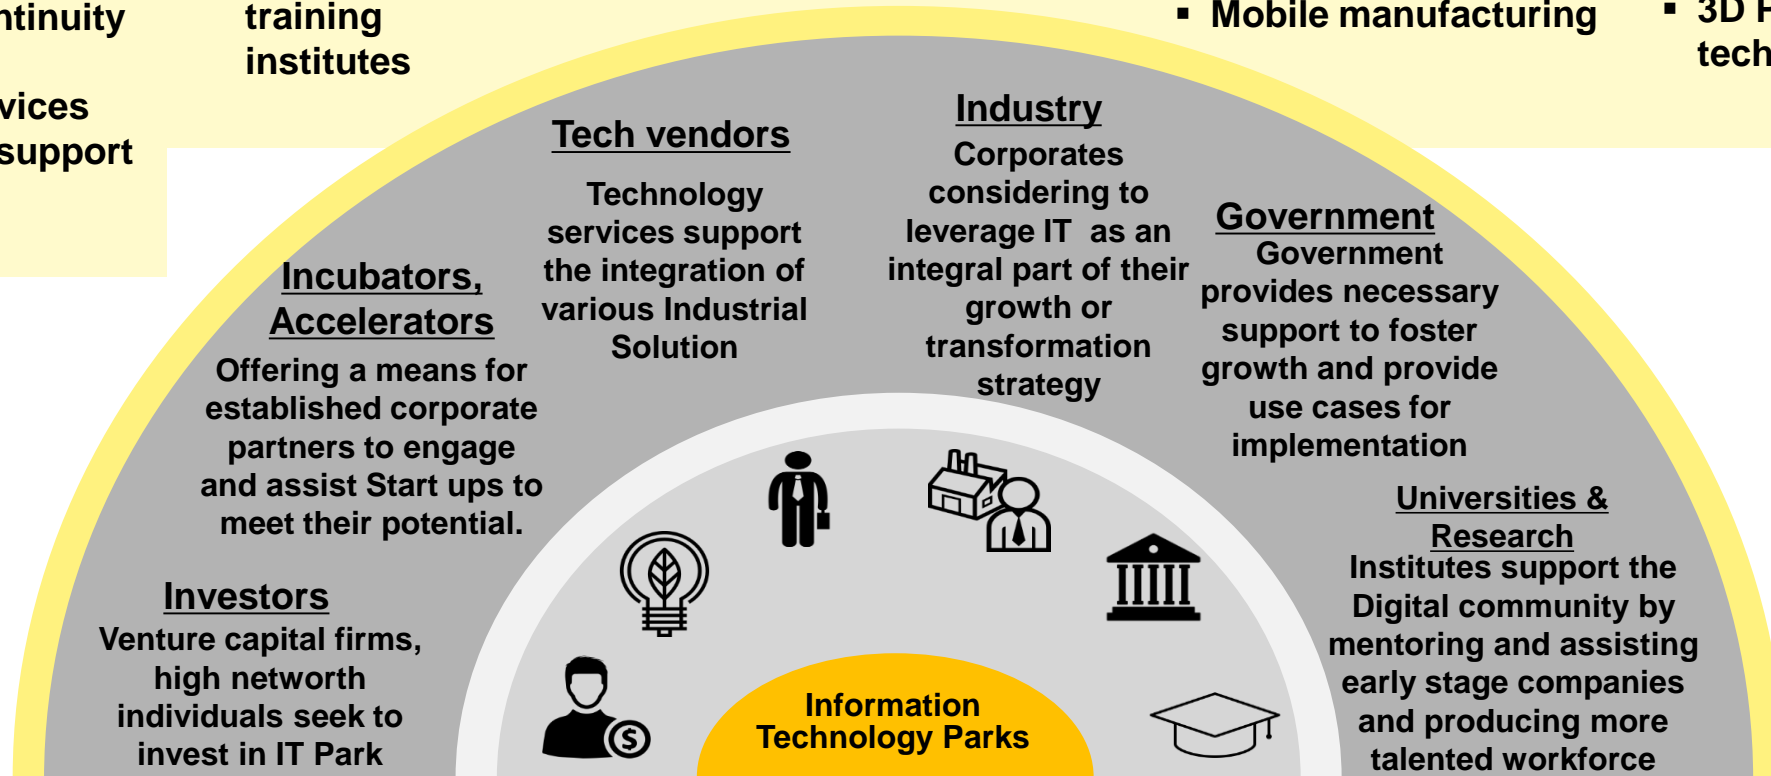 training
institutes
support
Mobile manufacturing
3D
Tech vendors
Technology
services support
the integration of
various Industrial
Solution
Industry
Corporates
considering to
leverage IT as an
integral part of their
growth or
transformation
strategy
Government
Government
provides necessary
support to foster
growth and provide
use cases for
implementation
Incubators,
Accelerators
Offering a means for
established corporate
partners to engage
and assist Start ups to
meet their potential.
Universities &
Research
Institutes support the
Digital community by
mentoring and assisting
early stage companies
and producing more
talented workforce
Investors
Venture capital firms,
high networth
individuals seek to
invest in IT Park
Information
Technology Parks
$